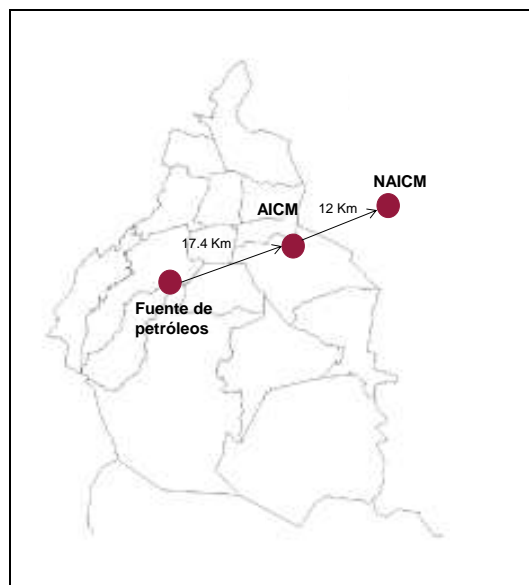 NAICM
AICM
12 Km
17.4 Km
Fuente de
petróleos